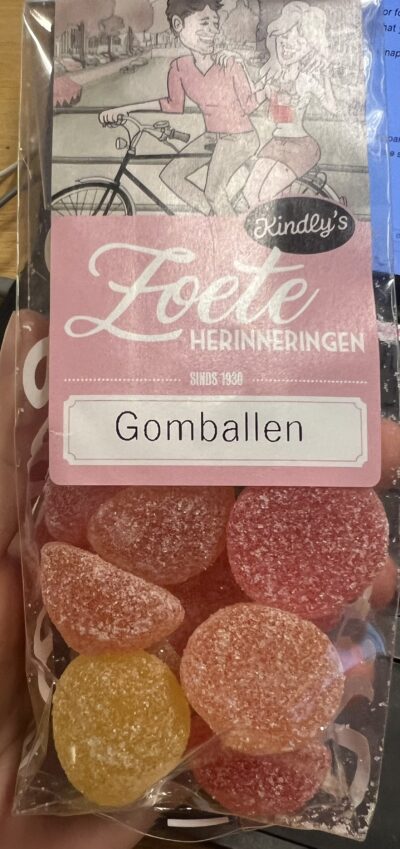 Kindly's
Zoete
HERINNERINGEN
SINDS 1930
Gomballen